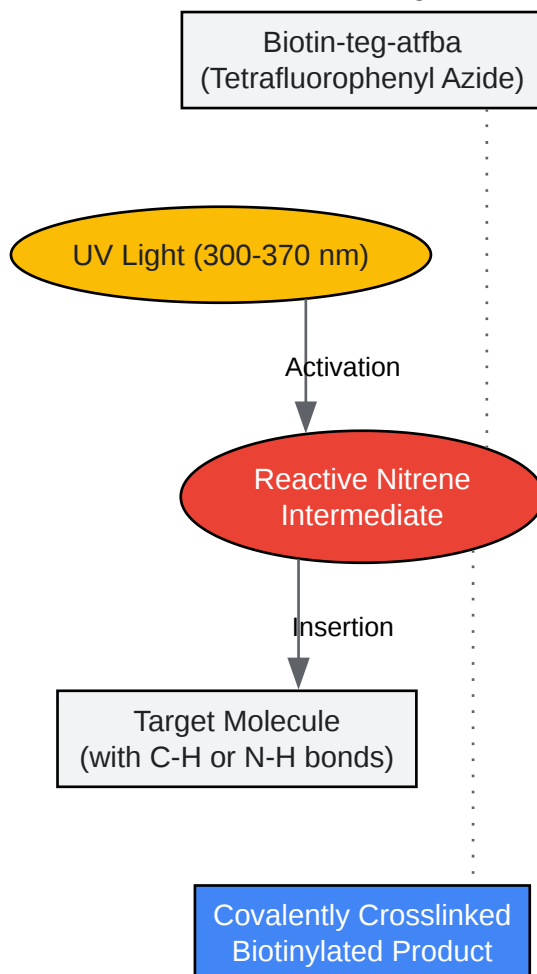 Biotin-teg-atfba
(Tetrafluorophenyl Azide)
UV Light (300-370 nm)
Activation
Reactive Nitrene
Intermediate
Insertion
Target Molecule
(with C-H or N-H bonds)
Covalently Crosslinked
Biotinylated Product